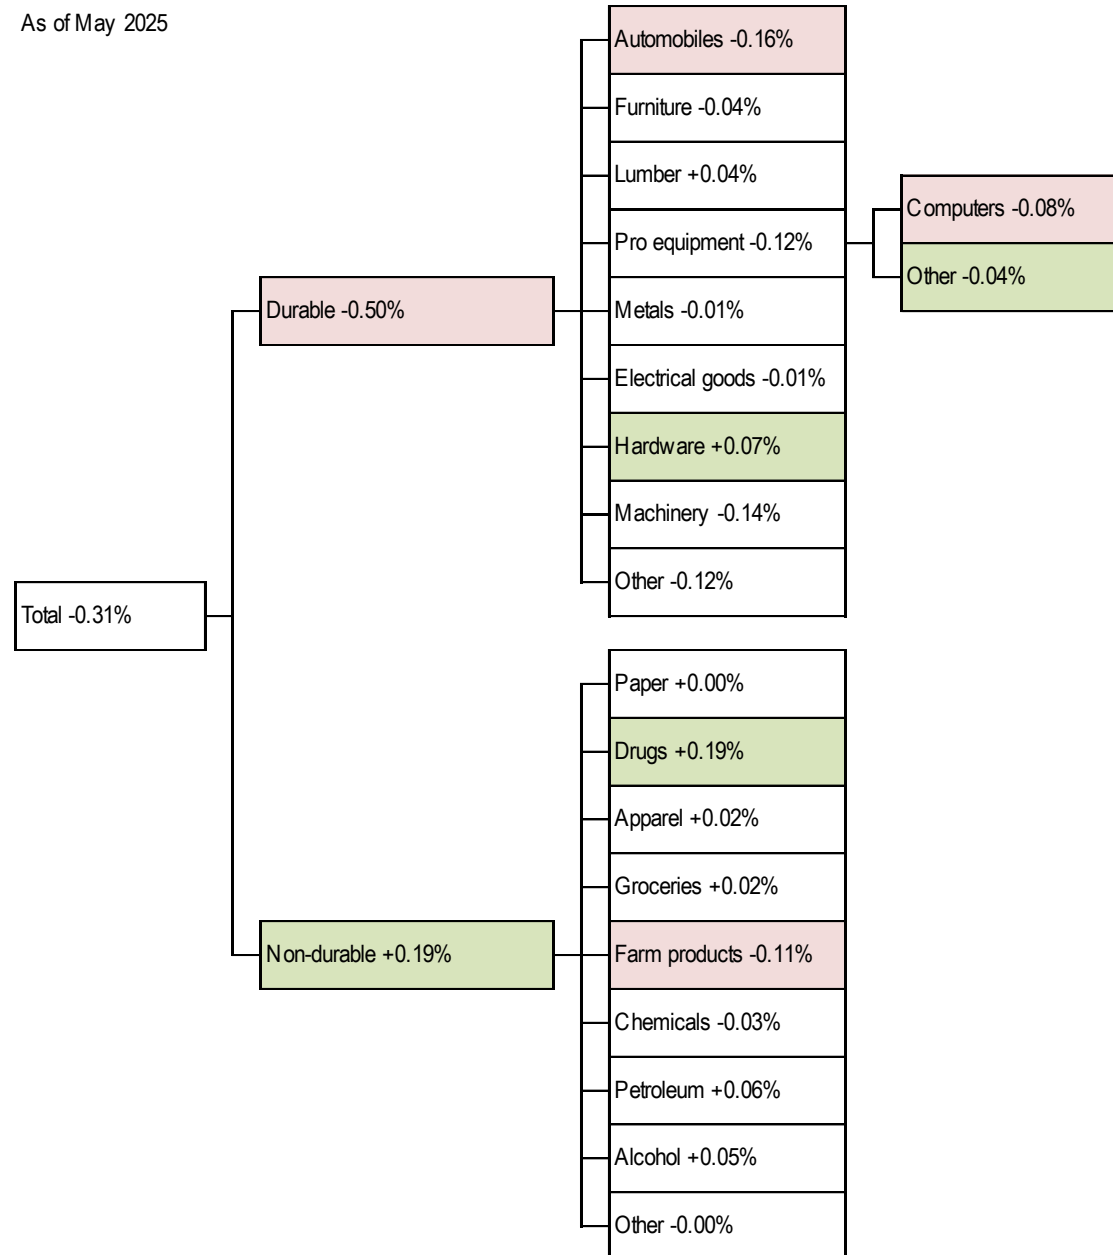 As of May 2025
Total -0.31%
Durable -0.50%
Automobiles -0.16%
Furniture -0.04%
Lumber +0.04%
Pro equipment -0.12%
Computers -0.08%
Other -0.04%
Metals -0.01%
Electrical goods -0.01%
Hardware +0.07%
Machinery -0.14%
Other -0.12%
Non-durable +0.19%
Paper +0.00%
Drugs +0.19%
Apparel +0.02%
Groceries +0.02%
Farm products -0.11%
Chemicals -0.03%
Petroleum +0.06%
Alcohol +0.05%
Other -0.00%